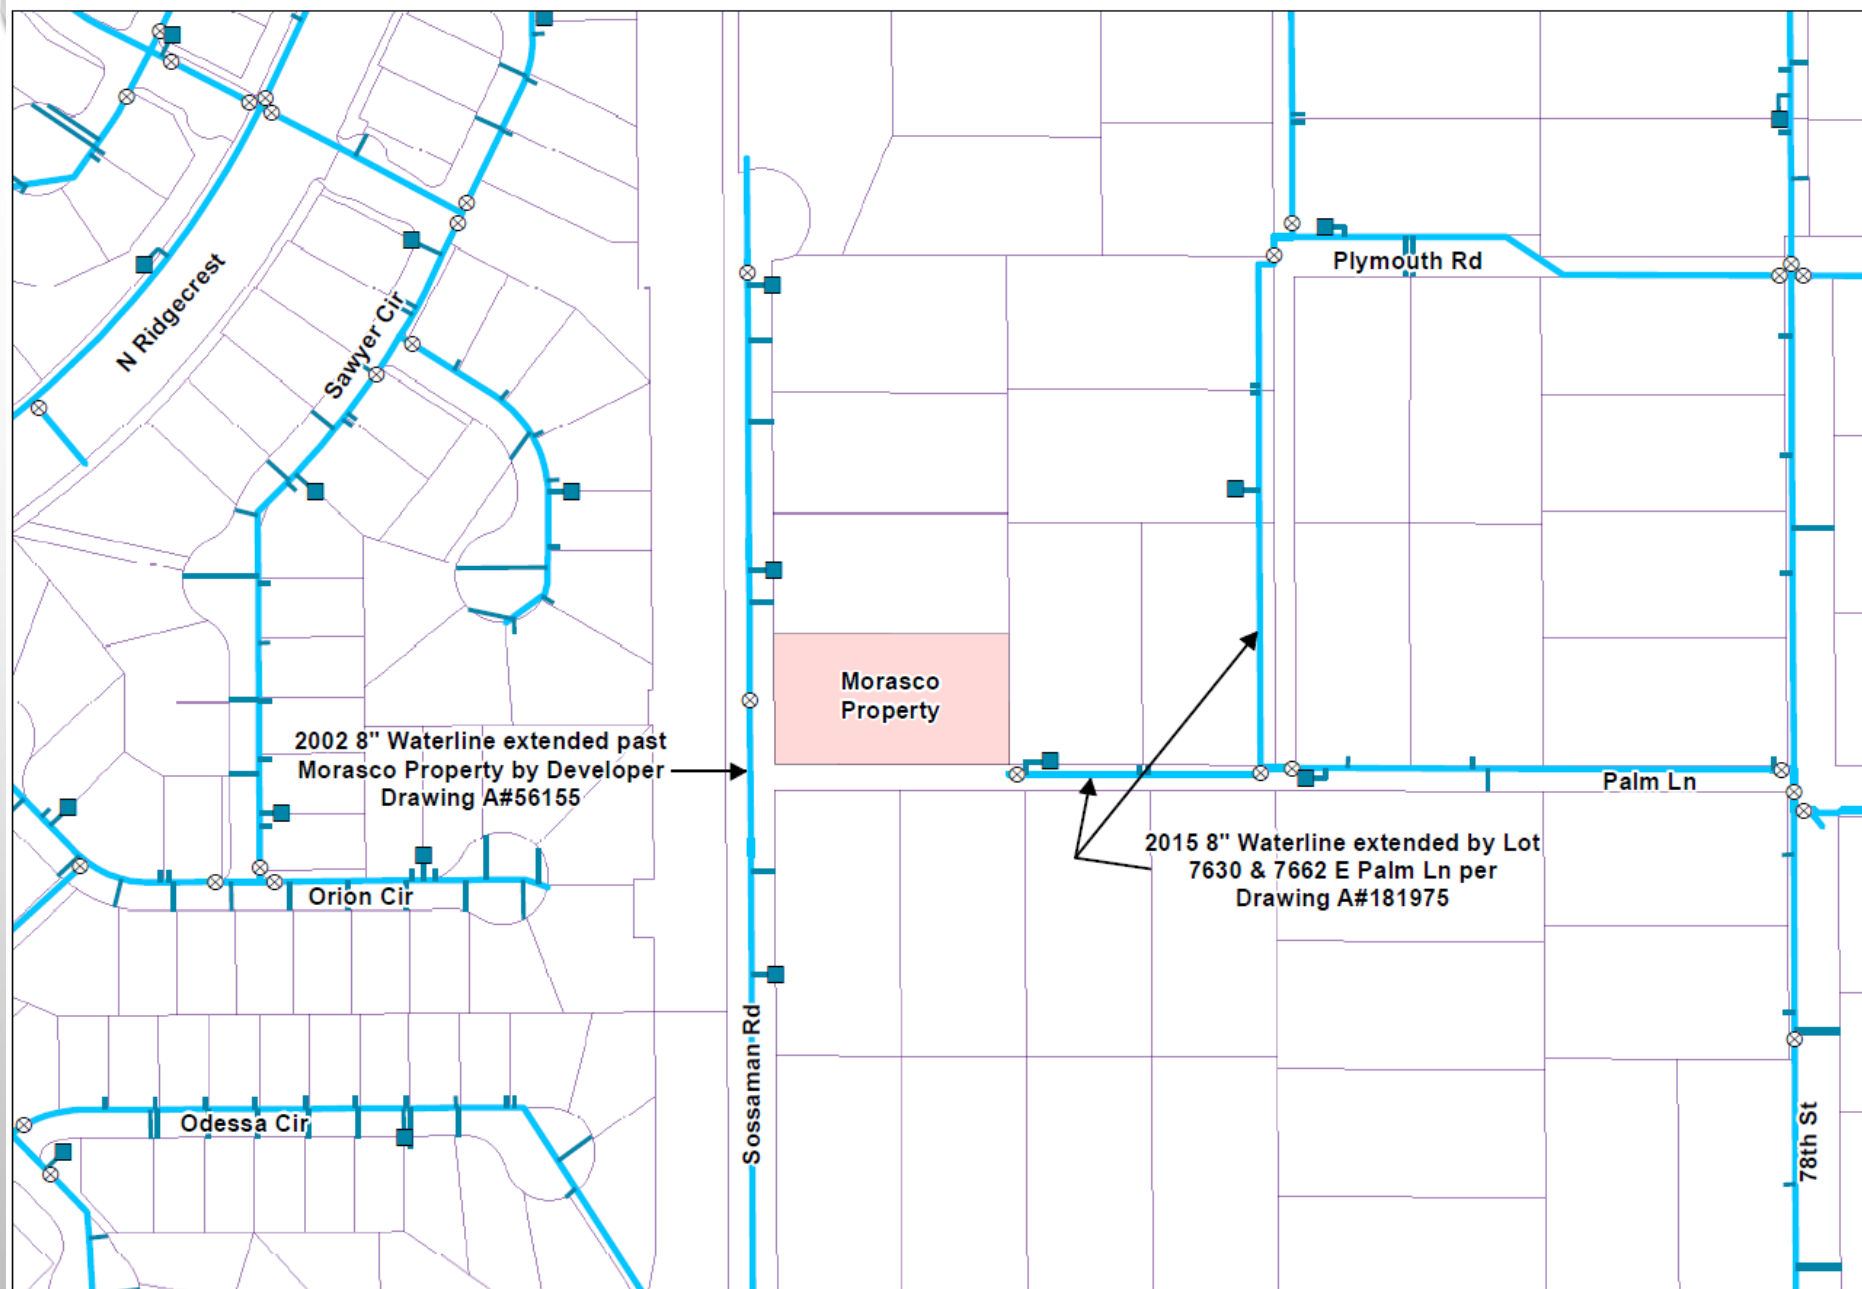 N Ridgecrest
Sawyer Cir
Plymouth Rd
Morasco
Property
2002 8" Waterline extended past
Morasco Property by Developer
Drawing A#56155
Palm Ln
2015 8" Waterline extended by Lot
7630 & 7662 E Palm Ln per
Drawing A#181975
Orion Cir
Sossaman Rd
Odessa Cir
78th St